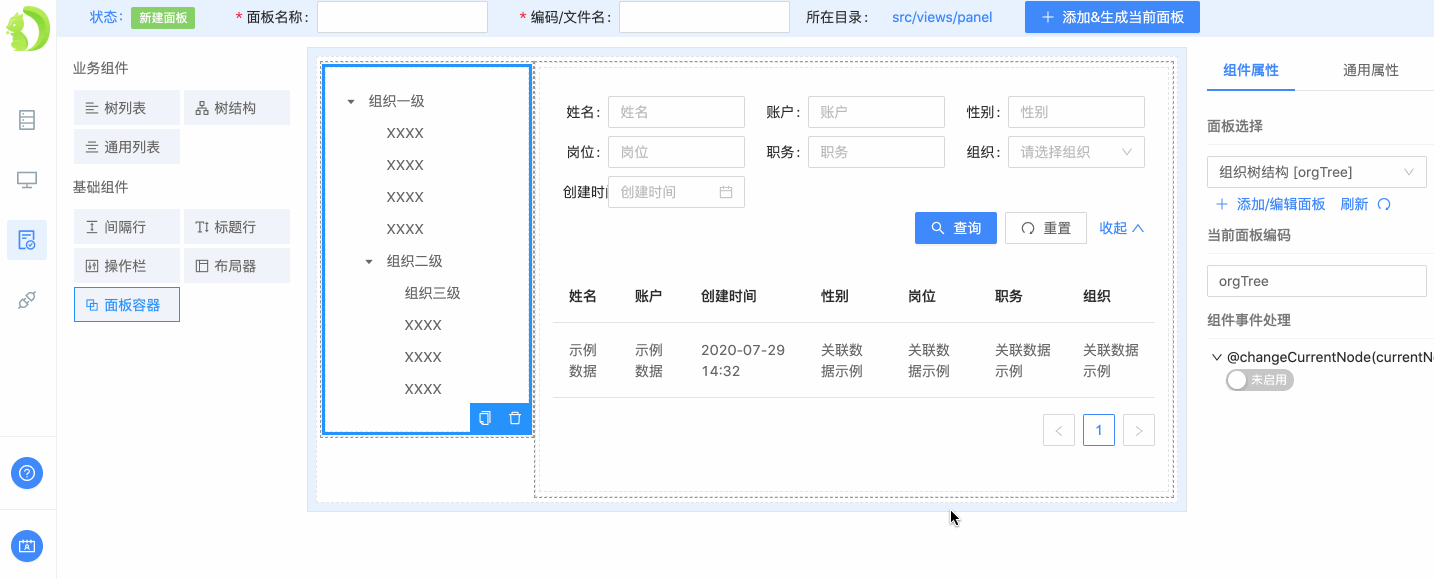 状态： 新建面板 * 面板名称： * 编码/文件名： 所在目录： src/views/panel 添加&生成当前面板
业务组件
树列表 树结构
通用列表
基础组件
间隔行 标题行
操作栏 布局器
面板容器
组织一级
XXXX
XXXX
XXXX
XXXX
组织二级
组织三级
XXXX
XXXX
XXXX
姓名： 姓名 账户： 账户 性别： 性别
岗位： 岗位 职务： 职务 组织： 请选择组织
创建时间 创建时间
查询 重置 收起
姓名 账户 创建时间 性别 岗位 职务 组织
示例 示例 2020-07-29 关联数 关联数 关联数据 关联数据
数据 数据 14:32 据示例 据示例 示例 示例
< 1 >
组件属性 通用属性
面板选择
组织树结构 [orgTree]
添加/编辑面板 刷新
当前面板编码
orgTree
组件事件处理
@changeCurrentNode(currentN
未启用